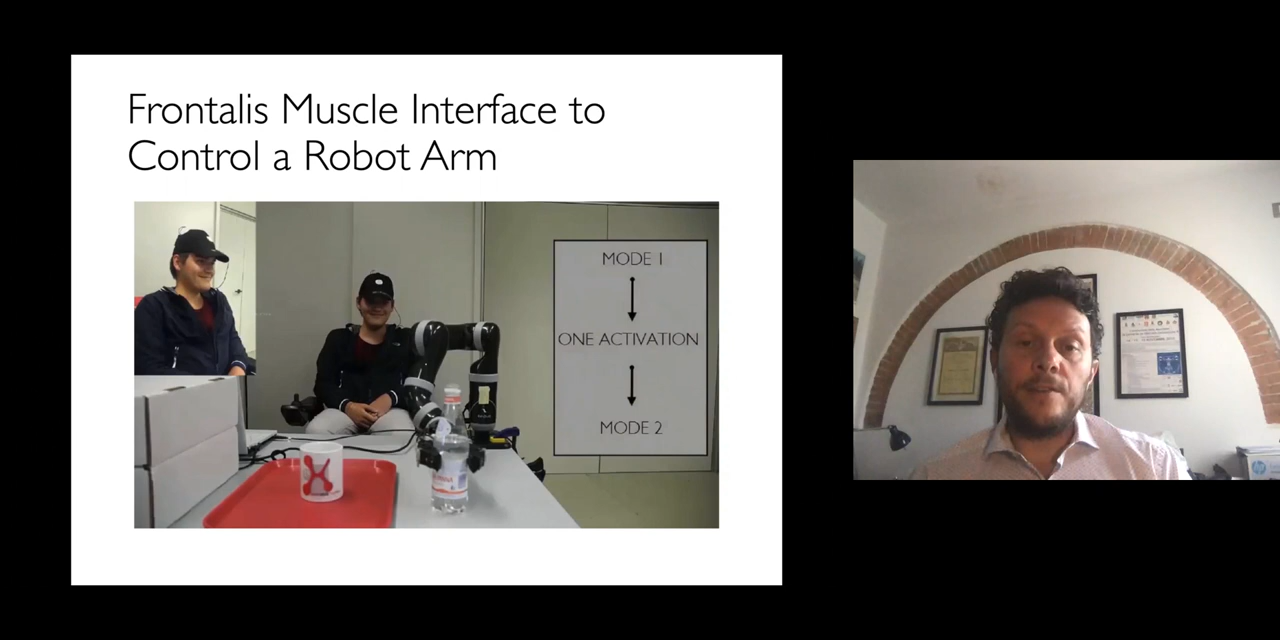 Frontalis Muscle Interface to
Control a Robot Arm
MODE 1
ONE ACTIVATION
MODE 2